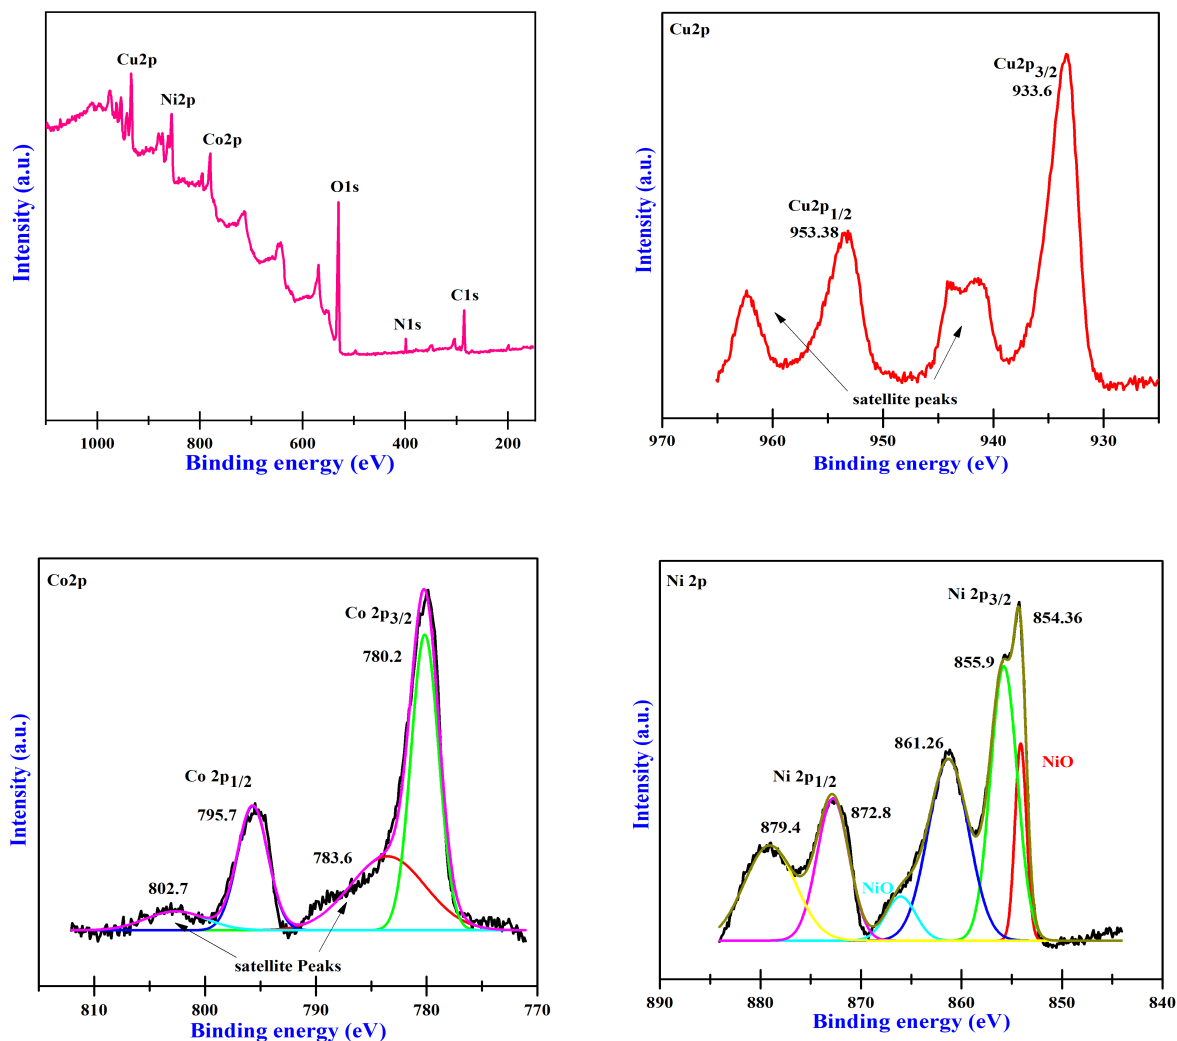 Cu2p
Ni2p
Co2p
O1s
N1s
C1s
Intensity (a.u.)
1000 800 600 400 200
Binding energy (eV)
Cu2p
Cu2p3/2
933.6
Cu2p1/2
953.38
satellite peaks
Intensity (a.u.)
970 960 950 940 930
Binding energy (eV)
Co2p
Co 2p3/2
780.2
Co 2p1/2
795.7
783.6
802.7
satellite Peaks
Intensity (a.u.)
810 800 790 780 770
Binding energy (eV)
Ni 2p
Ni 2p3/2
854.36
855.9
861.26
NiO
Ni 2p1/2
872.8
879.4
NiO
Intensity (a.u.)
890 880 870 860 850 840
Binding energy (eV)